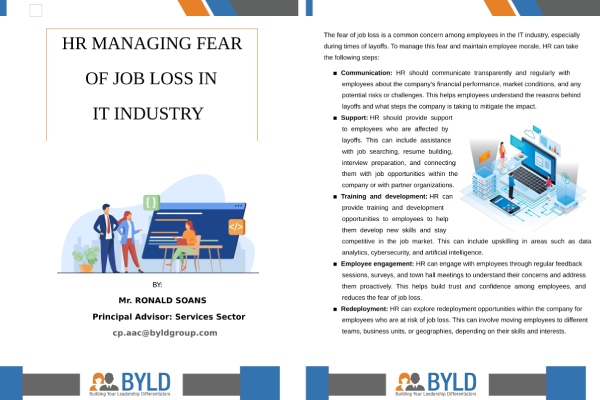 HR MANAGING FEAR
OF JOB LOSS IN
IT INDUSTRY
{}
</>
BY:
Mr. RONALD SOANS
Principal Advisor: Services Sector
cp.aac@byldgroup.com
BYLD
Building Your Leadership Differentiators
The fear of job loss is a common concern among employees in the IT industry, especially
during times of layoffs. To manage this fear and maintain employee morale, HR can take
the following steps:
■ Communication: HR should communicate transparently and regularly with
employees about the company's financial performance, market conditions, and any
potential risks or challenges. This helps employees understand the reasons behind
layoffs and what steps the company is taking to mitigate the impact.
■ Support: HR should provide support
to employees who are affected by
layoffs. This can include assistance
with job searching, resume building,
interview preparation, and connecting
them with job opportunities within the
company or with partner organizations.
■ Training and development: HR can
provide training and development
opportunities to employees to help
them develop new skills and stay
competitive in the job market. This can include upskilling in areas such as data
analytics, cybersecurity, and artificial intelligence.
■ Employee engagement: HR can engage with employees through regular feedback
sessions, surveys, and town hall meetings to understand their concerns and address
them proactively. This helps build trust and confidence among employees, and
reduces the fear of job loss.
■ Redeployment: HR can explore redeployment opportunities within the company for
employees who are at risk of job loss. This can involve moving employees to different
teams, business units, or geographies, depending on their skills and interests.
BYLD
Building Your Leadership Differentiators